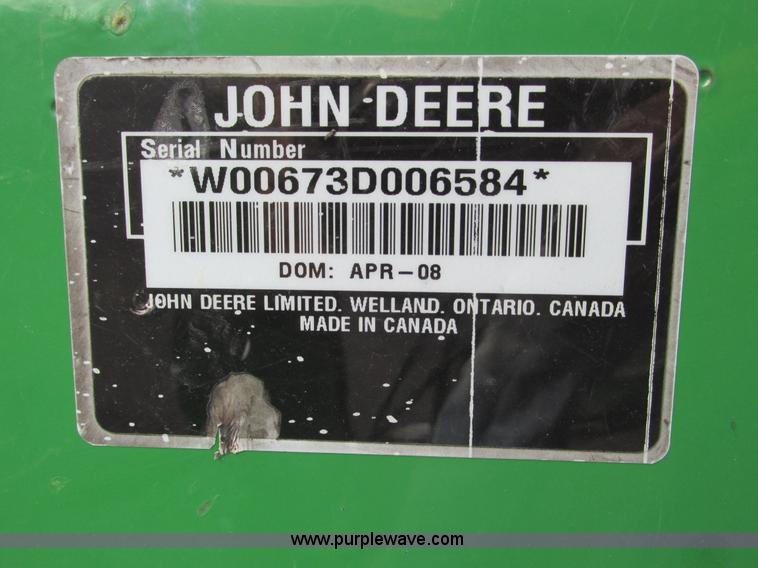 JOHN DEERE
Serial Number
*W00673D006584*
DOM: APR-08
JOHN DEERE LIMITED. WELLAND. ONTARIO. CANADA
MADE IN CANADA
www.purplewave.com